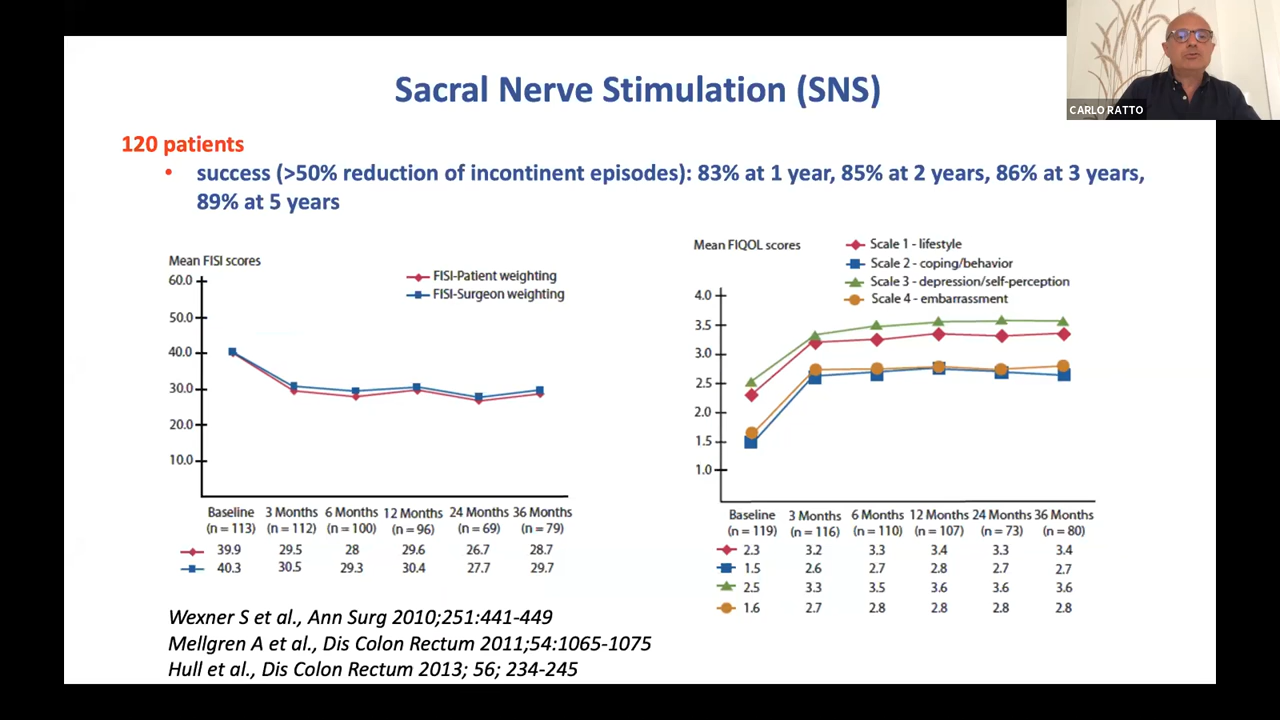 CARLO RATTO
Sacral Nerve Stimulation (SNS)
120 patients
• success (>50% reduction of incontinent episodes): 83% at 1 year, 85% at 2 years, 86% at 3 years,
89% at 5 years
Mean FISI scores
FISI-Patient weighting
FISI-Surgeon weighting
60.0
50.0
40.0
30.0
20.0
10.0
Baseline 3 Months 6 Months 12 Months 24 Months 36 Months
(n = 113) (n = 112) (n = 100) (n = 96) (n = 69) (n = 79)
39.9 29.5 28 29.6 26.7 28.7
40.3 30.5 29.3 30.4 27.7 29.7
Mean FIQOL scores
Scale 1 - lifestyle
Scale 2 - coping/behavior
Scale 3 - depression/self-perception
Scale 4 - embarrassment
4.0
3.5
3.0
2.5
2.0
1.5
1.0
Baseline 3 Months 6 Months 12 Months 24 Months 36 Months
(n = 119) (n = 116) (n = 110) (n = 107) (n = 73) (n = 80)
2.3 3.2 3.3 3.4 3.3 3.4
1.5 2.6 2.7 2.8 2.7 2.7
2.5 3.3 3.5 3.6 3.6 3.6
1.6 2.7 2.8 2.8 2.8 2.8
Wexner S et al., Ann Surg 2010;251:441-449
Mellgren A et al., Dis Colon Rectum 2011;54:1065-1075
Hull et al., Dis Colon Rectum 2013; 56; 234-245